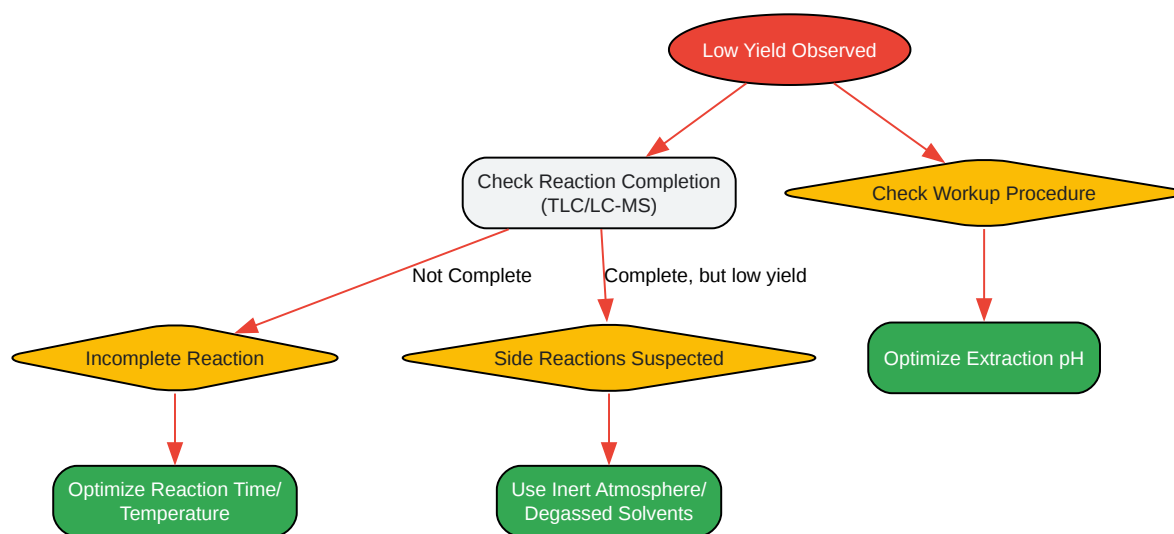 Low Yield Observed
Check Reaction Completion
(TLC/LC-MS)
Check Workup Procedure
Not Complete
Complete, but low yield
Incomplete Reaction
Side Reactions Suspected
Optimize Extraction pH
Optimize Reaction Time/
Temperature
Use Inert Atmosphere/
Degassed Solvents